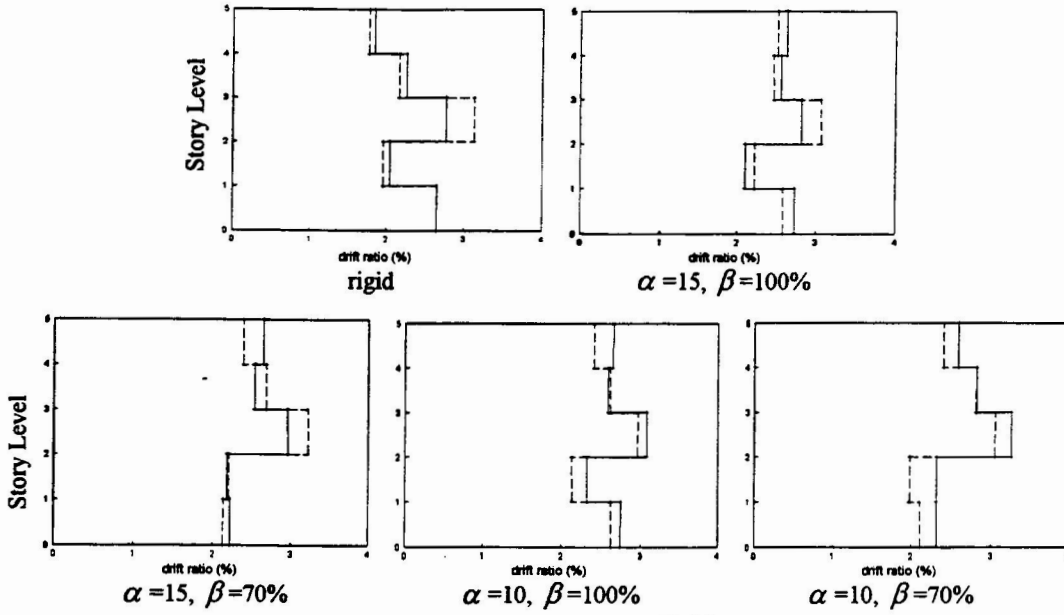 Story Level
5
4
3
2
1
0
0 1 2 3 4
drift ratio (%)
rigid
5
4
3
2
1
0
0 1 2 3 4
drift ratio (%)
α=15, β=100%
Story Level
5
4
3
2
1
0
0 1 2 3 4
drift ratio (%)
α=15, β=70%
5
4
3
2
1
0
0 1 2 3 4
drift ratio (%)
α=10, β=100%
5
4
3
2
1
0
0 1 2 3
drift ratio (%)
α=10, β=70%